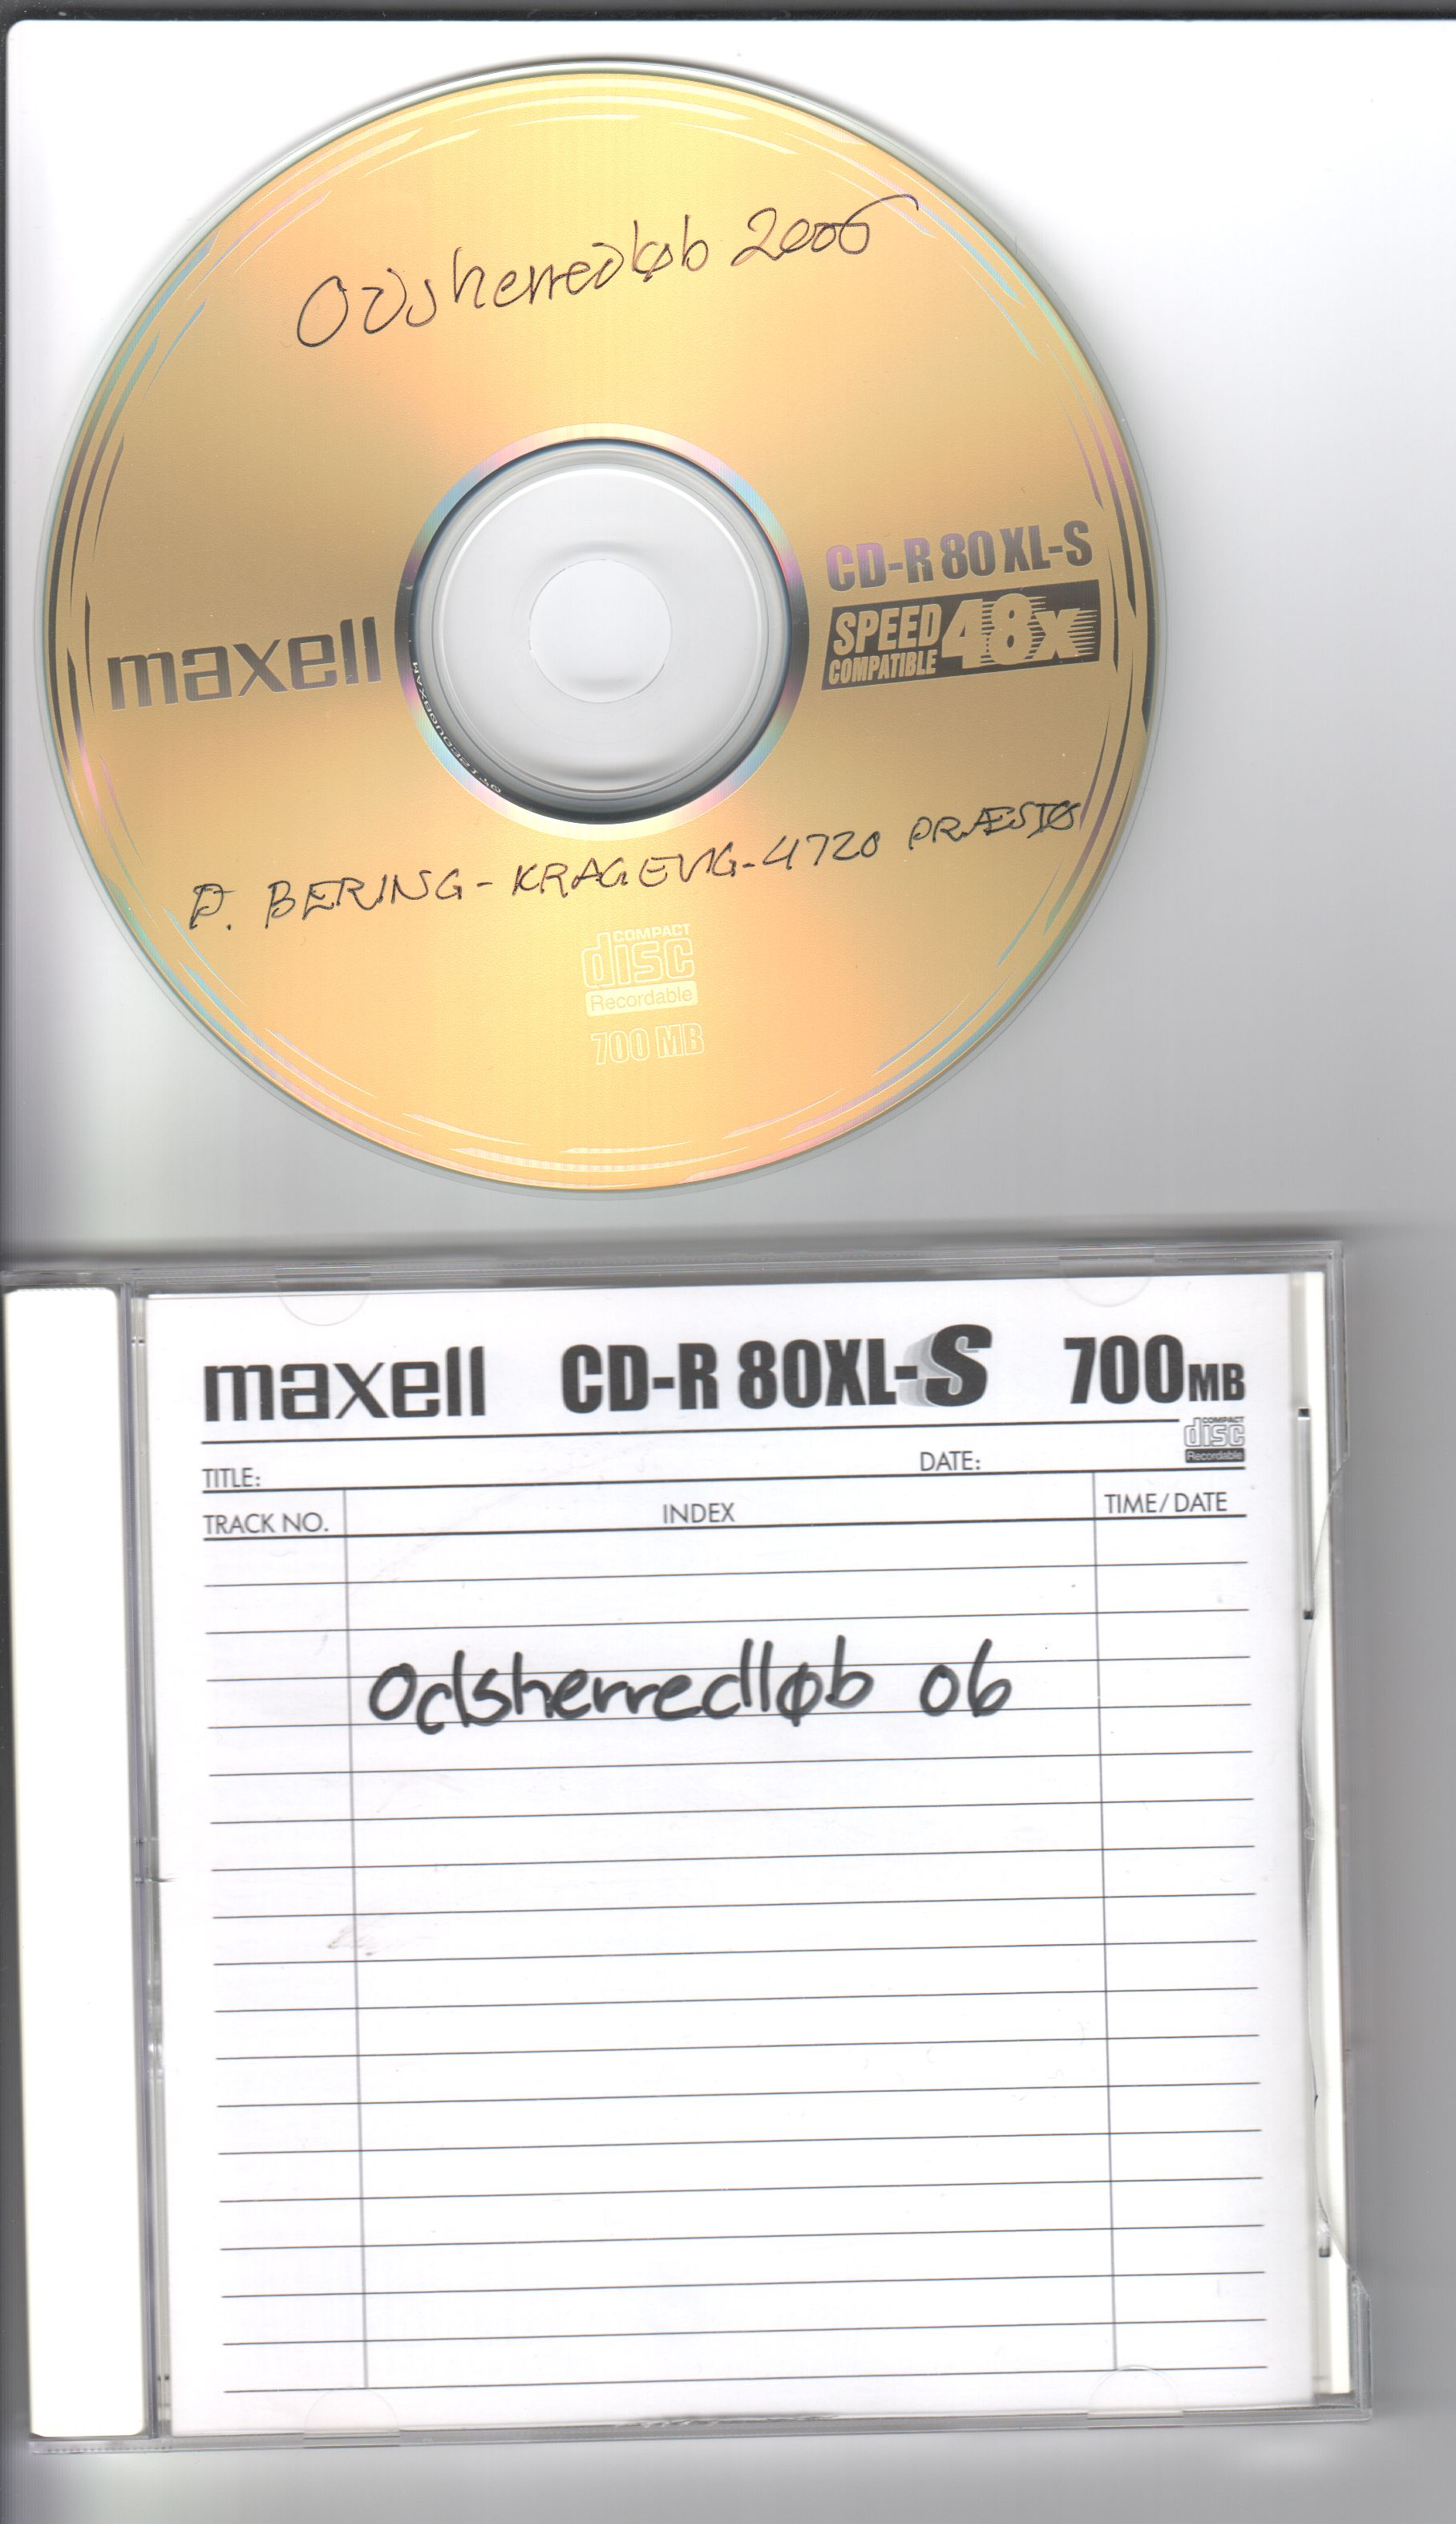 Odsherredløb 2006
maxell
CD-R 80 XL-S
SPEED 48x
COMPATIBLE
P. BERING - KRAGEVIG - 4720 PRÆSTØ
COMPACT
disc
Recordable
700 MB
maxell CD-R 80XL-S 700MB
COMPACT
disc
Recordable
TITLE: DATE:
TRACK NO. INDEX TIME/DATE
Odsherredløb 06